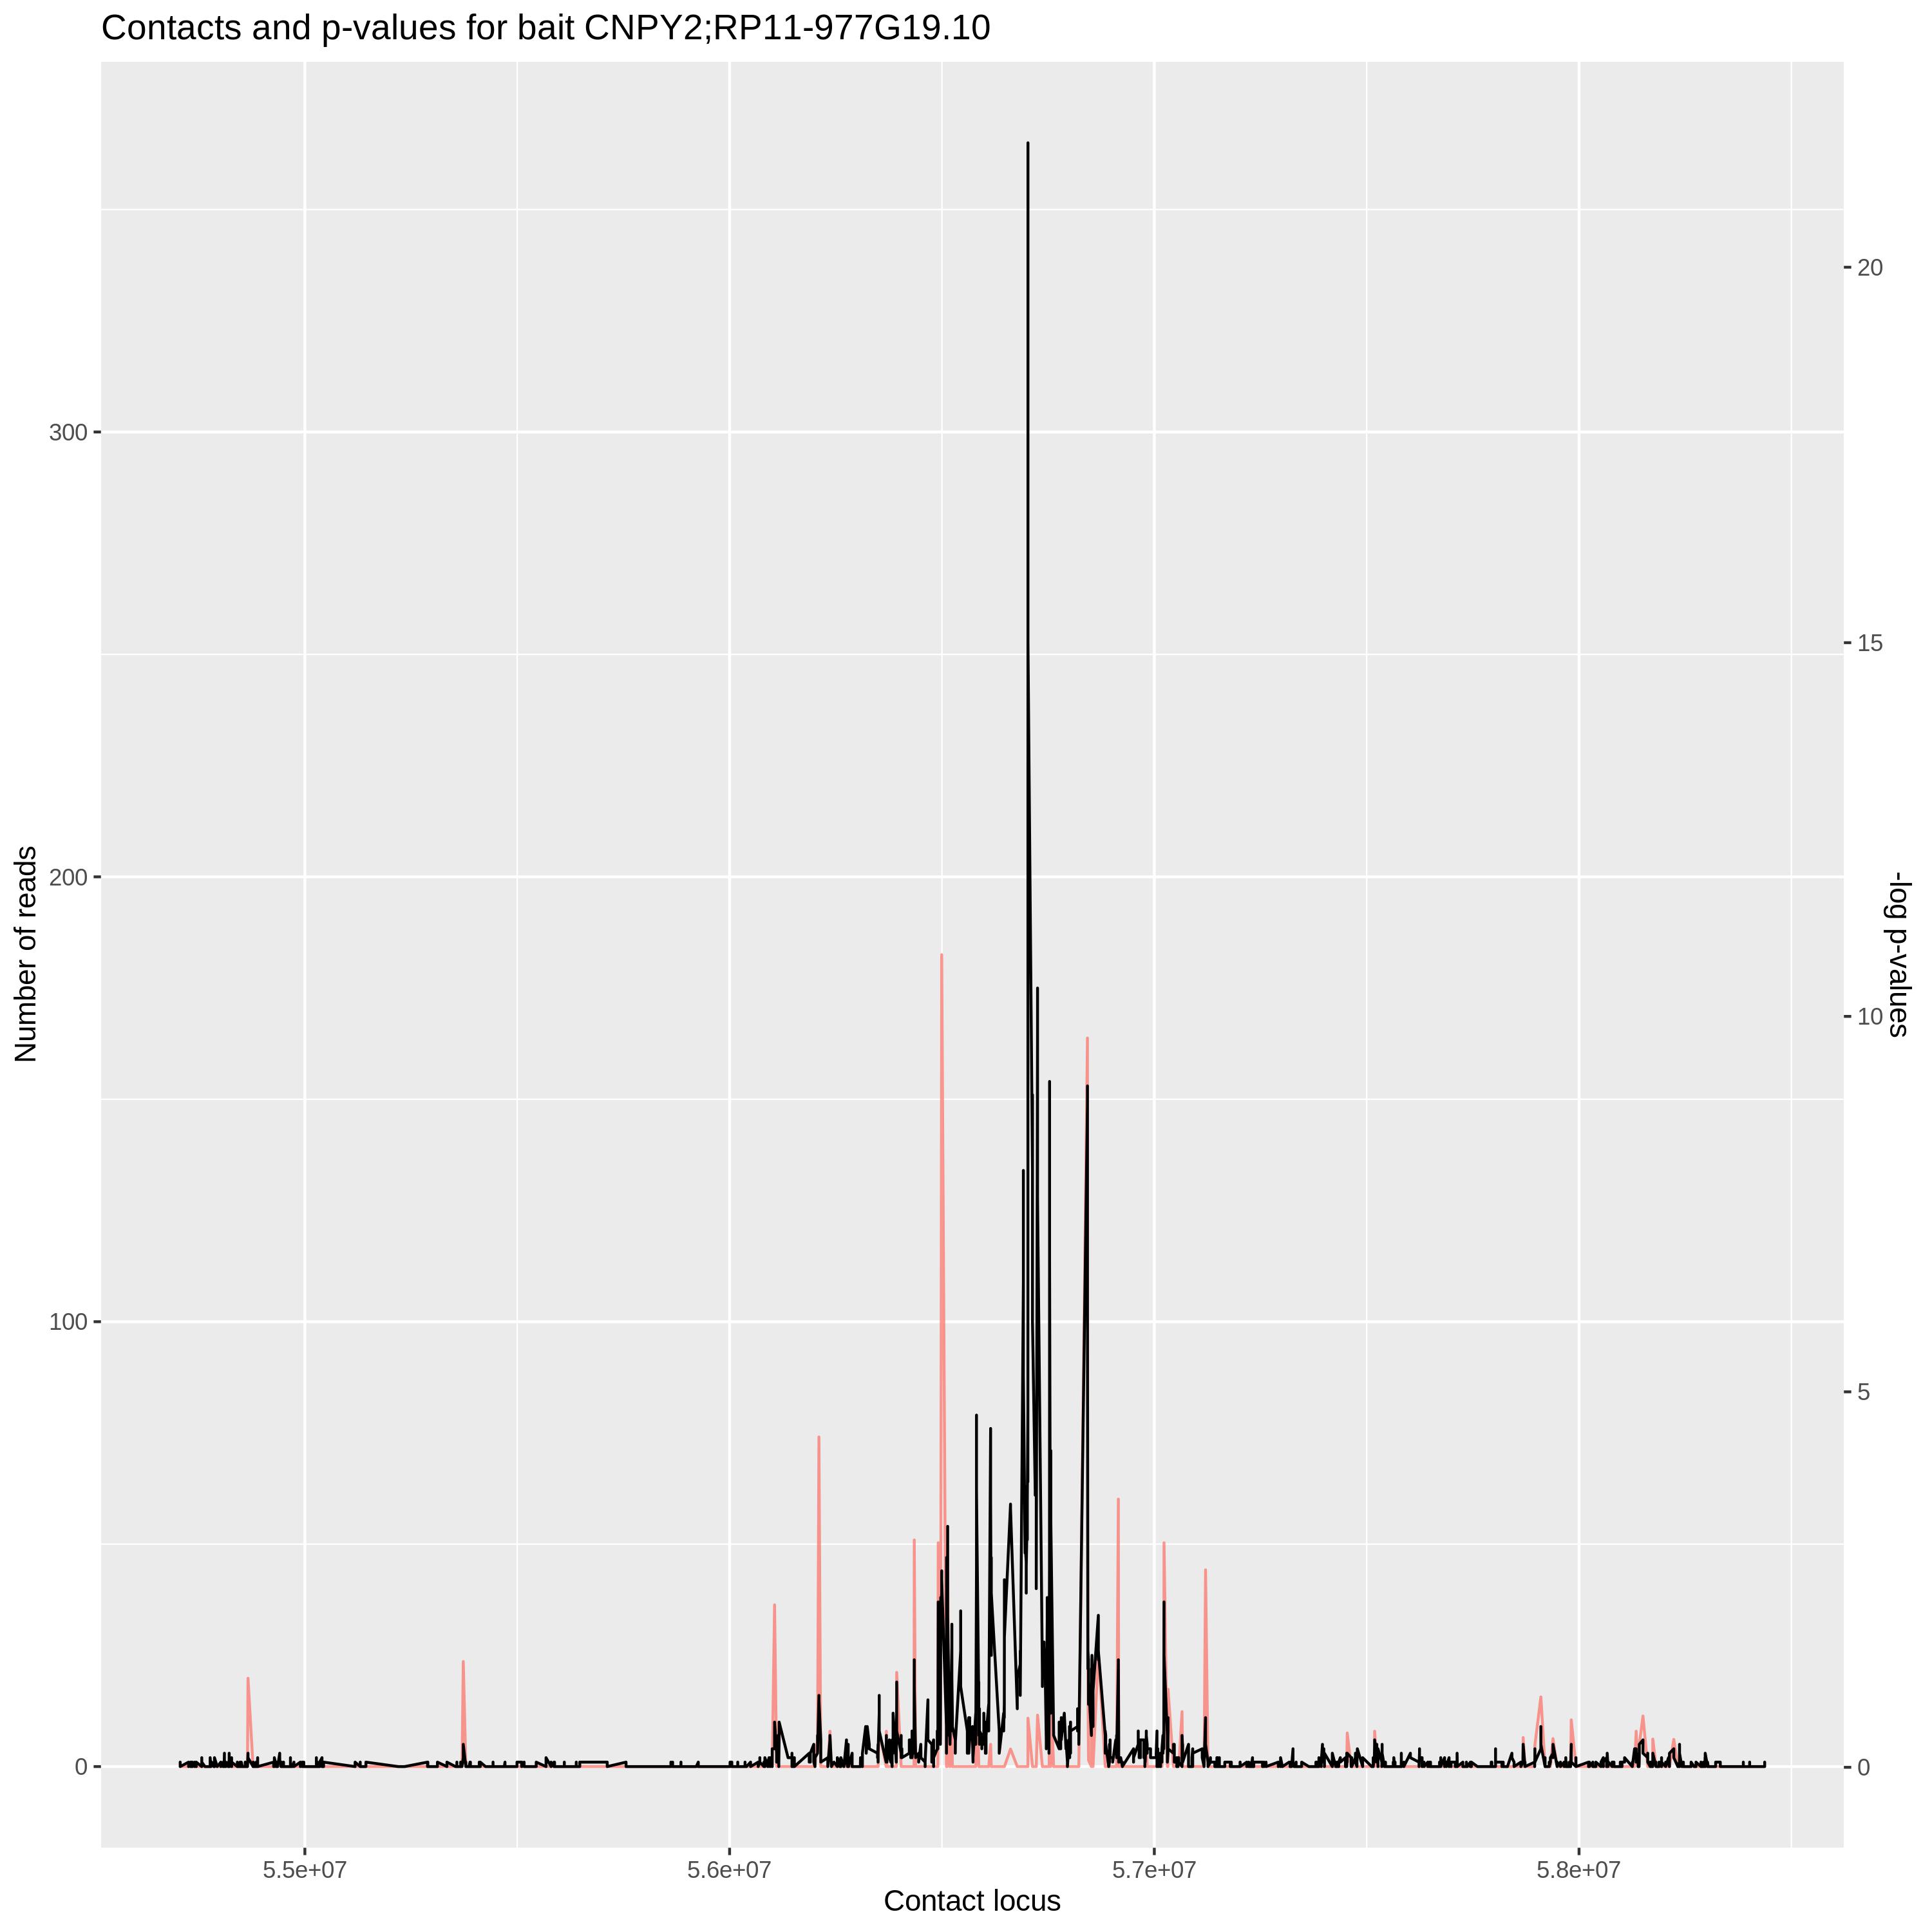 Contacts and p-values for bait CNPY2;RP11-977G19.10
300
200
100
0
Number of reads
20
15
10
5
0
-log p-values
5.5e+07
5.6e+07
5.7e+07
5.8e+07
Contact locus